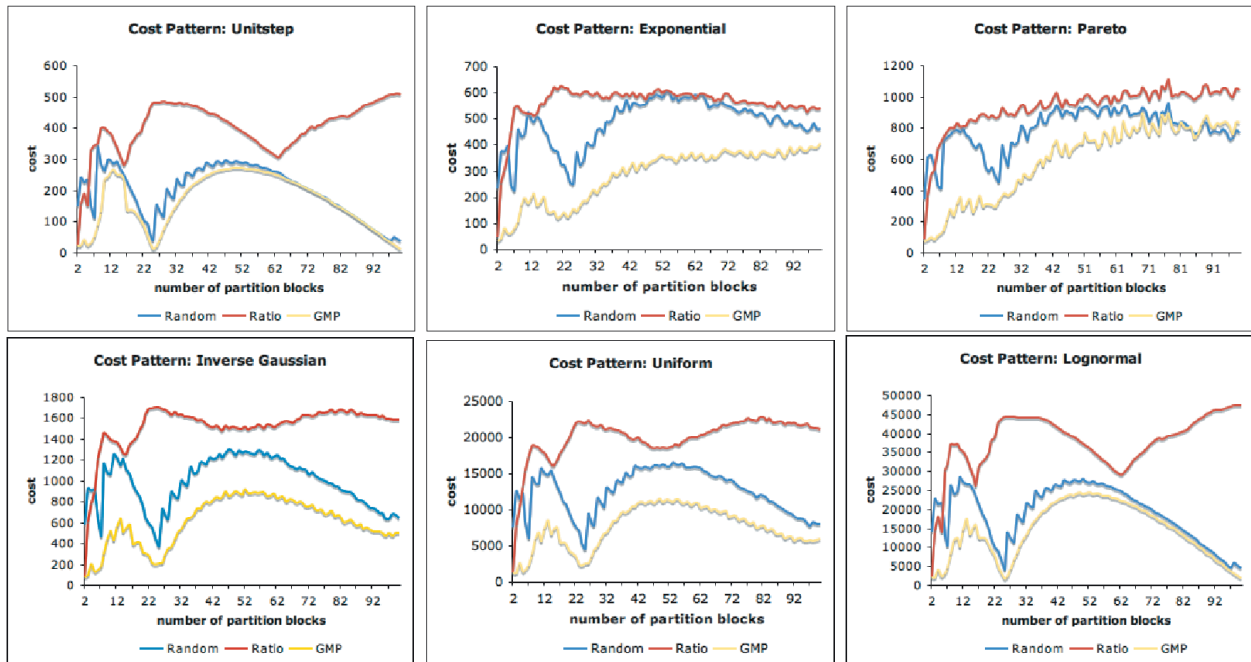 Cost Pattern: Unitstep
600
500
400
300
200
100
0
cost
2 12 22 32 42 52 62 72 82 92
number of partition blocks
Random Ratio GMP
Cost Pattern: Exponential
700
600
500
400
300
200
100
0
cost
2 12 22 32 42 52 62 72 82 92
number of partition blocks
Random Ratio GMP
Cost Pattern: Pareto
1200
1000
800
600
400
200
0
cost
2 11 21 31 41 51 61 71 81 91
number of partition blocks
Random Ratio GMP
Cost Pattern: Inverse Gaussian
1800
1600
1400
1200
1000
800
600
400
200
0
cost
2 12 22 32 42 52 62 72 82 92
number of partition blocks
Random Ratio GMP
Cost Pattern: Uniform
25000
20000
15000
10000
5000
0
cost
2 12 22 32 42 52 62 72 82 92
number of partition blocks
Random Ratio GMP
Cost Pattern: Lognormal
50000
45000
40000
35000
30000
25000
20000
15000
10000
5000
0
cost
2 12 22 32 42 52 62 72 82 92
number of partition blocks
Random Ratio GMP